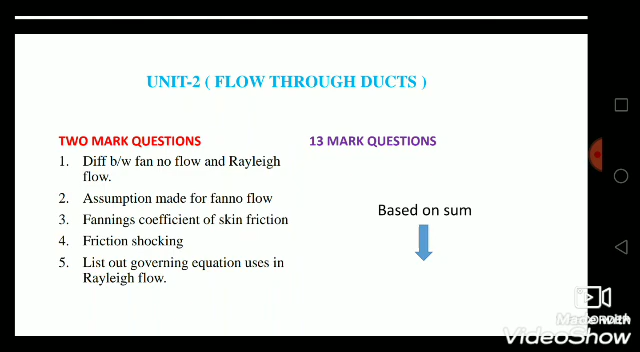 UNIT-2 ( FLOW THROUGH DUCTS )
TWO MARK QUESTIONS
1. Diff b/w fan no flow and Rayleigh
flow.
2. Assumption made for fanno flow
3. Fannings coefficient of skin friction
4. Friction shocking
5. List out governing equation uses in
Rayleigh flow.
13 MARK QUESTIONS
Based on sum
Made with
VideoShow